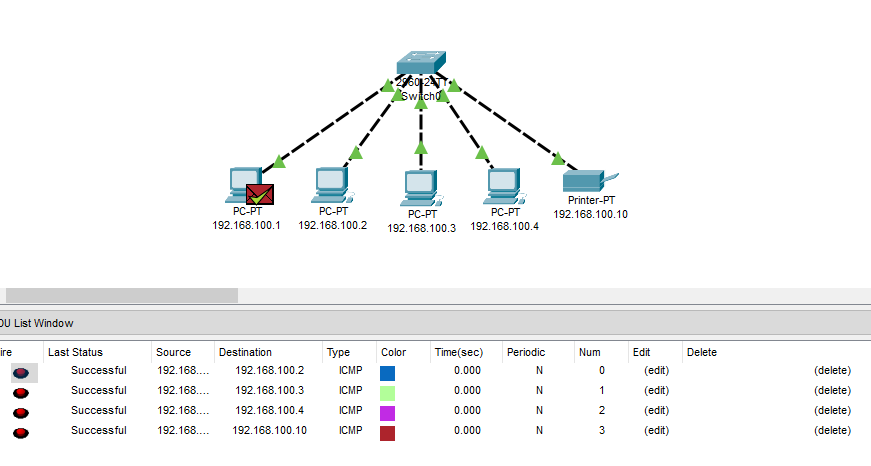 2960-24TT
Switch0
PC-PT
192.168.100.1
PC-PT
192.168.100.2
PC-PT
192.168.100.3
PC-PT
192.168.100.4
Printer-PT
192.168.100.10
DU List Window
ire Last Status Source Destination Type Color Time(sec) Periodic Num Edit Delete
Successful 192.168.... 192.168.100.2 ICMP 0.000 N 0 (edit) (delete)
Successful 192.168.... 192.168.100.3 ICMP 0.000 N 1 (edit) (delete)
Successful 192.168.... 192.168.100.4 ICMP 0.000 N 2 (edit) (delete)
Successful 192.168.... 192.168.100.10 ICMP 0.000 N 3 (edit) (delete)